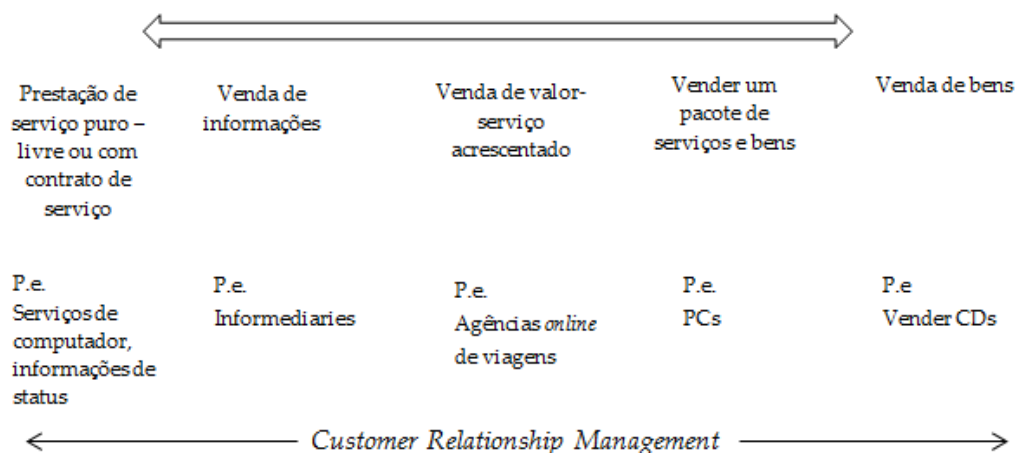 Prestação de
serviço puro –
livre ou com
contrato de
serviço
Venda de
informações
Venda de valor-
serviço
acrescentado
Vender um
pacote de
serviços e bens
Venda de bens
P.e.
Serviços de
computador,
informações de
status
P.e.
Informediaries
P.e.
Agências online
de viagens
P.e.
PCs
P.e
Vender CDs
Customer Relationship Management